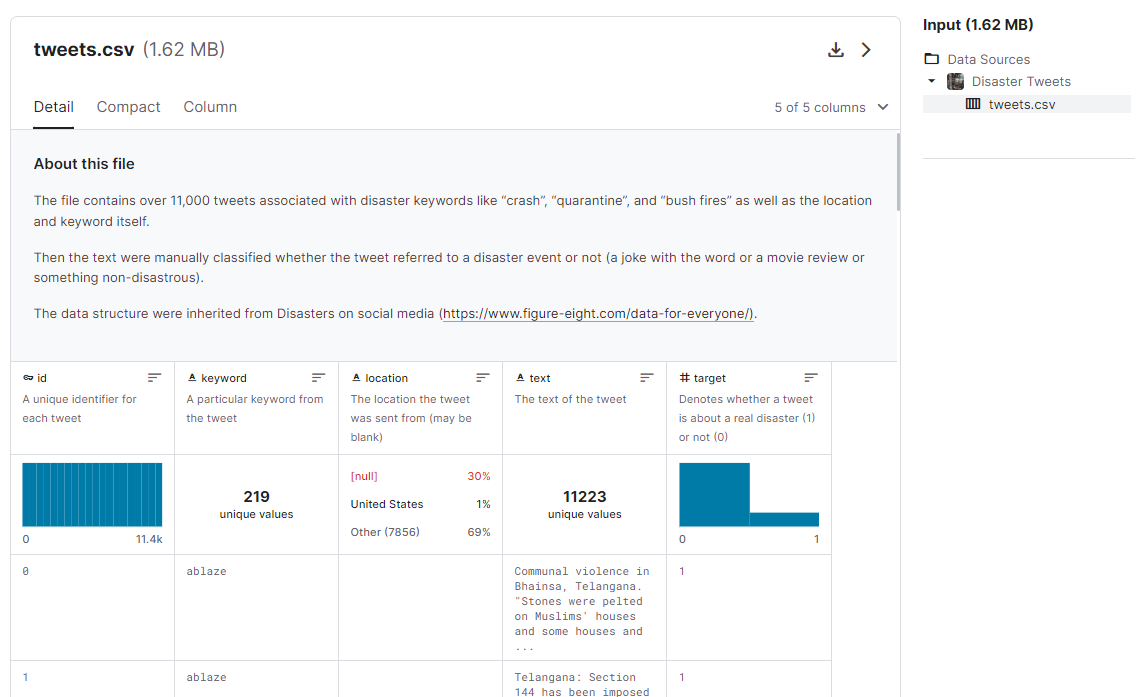 tweets.csv (1.62 MB)
Detail Compact Column 5 of 5 columns
About this file
The file contains over 11,000 tweets associated with disaster keywords like “crash”, “quarantine”, and “bush fires” as well as the location
and keyword itself.
Then the text were manually classified whether the tweet referred to a disaster event or not (a joke with the word or a movie review or
something non-disastrous).
The data structure were inherited from Disasters on social media (https://www.figure-eight.com/data-for-everyone/).
id
A unique identifier for
each tweet
keyword
A particular keyword from
the tweet
location
The location the tweet
was sent from (may be
blank)
text
The text of the tweet
target
Denotes whether a tweet
is about a real disaster (1)
or not (0)
0 11.4k
219
unique values
[null] 30%
United States 1%
Other (7856) 69%
11223
unique values
0 1
0
ablaze
Communal violence in
Bhainsa, Telangana.
"Stones were pelted
on Muslims' houses
and some houses and
...
1
1
ablaze
Telangana: Section
144 has been imposed
1
Input (1.62 MB)
Data Sources
Disaster Tweets
tweets.csv